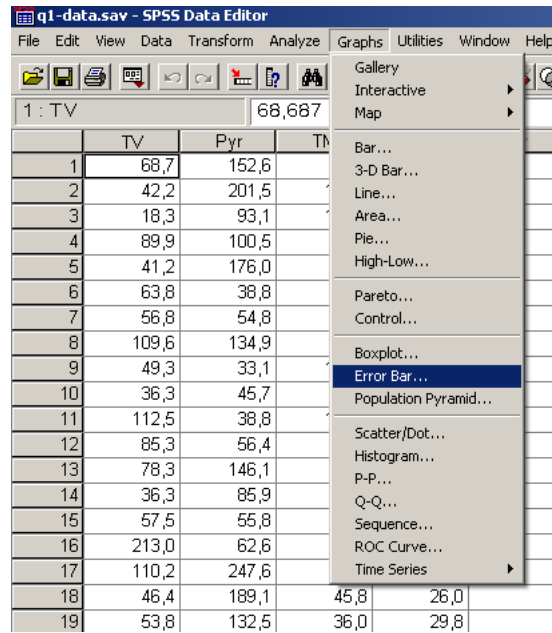 q1-data.sav - SPSS Data Editor
File Edit View Data Transform Analyze Graphs Utilities Window Help
1 : TV 68,687
TV Pyr
1 68,7 152,6
2 42,2 201,5
3 18,3 93,1
4 89,9 100,5
5 41,2 176,0
6 63,8 38,8
7 56,8 54,8
8 109,6 134,9
9 49,3 33,1
10 36,3 45,7
11 112,5 38,8
12 85,3 56,4
13 78,3 146,1
14 36,3 85,9
15 57,5 55,8
16 213,0 62,6
17 110,2 247,6
18 46,4 189,1 45,8 26,0
19 53,8 132,5 36,0 29,8
Gallery
Interactive
Map
Bar...
3-D Bar...
Line...
Area...
Pie...
High-Low...
Pareto...
Control...
Boxplot...
Error Bar...
Population Pyramid...
Scatter/Dot...
Histogram...
P-P...
Q-Q...
Sequence...
ROC Curve...
Time Series